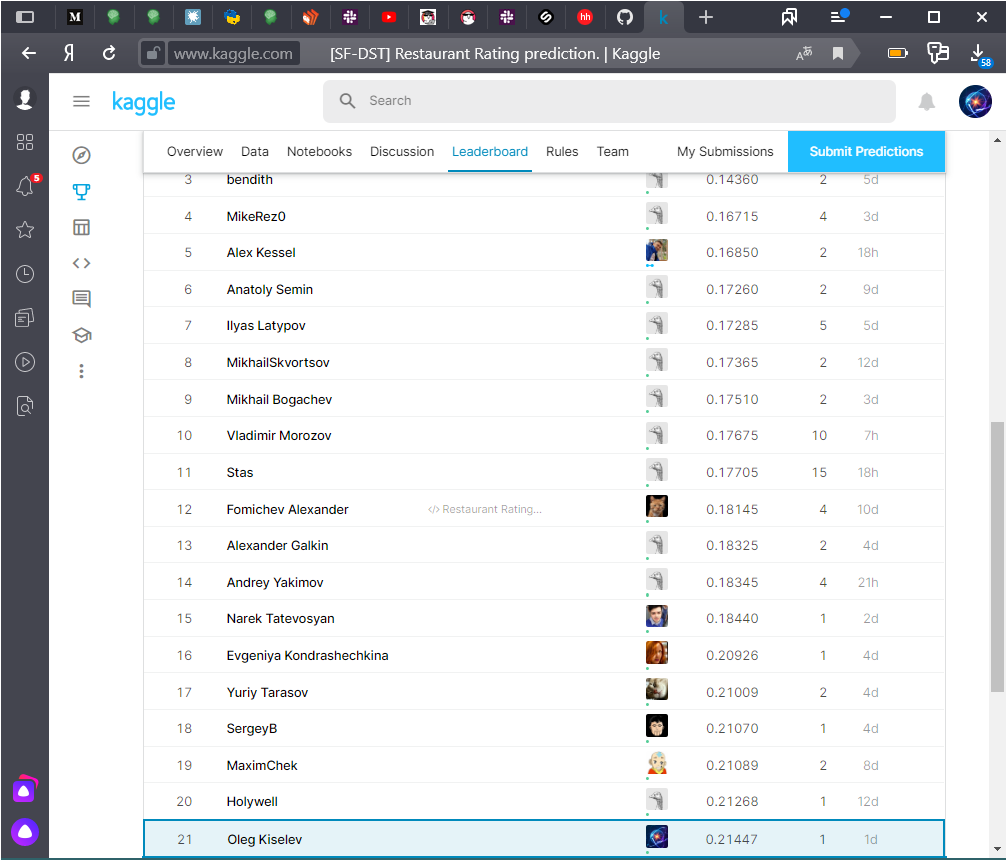 M hh k
Я www.kaggle.com [SF-DST] Restaurant Rating prediction. | Kaggle 58
kaggle Search
5
Overview Data Notebooks Discussion Leaderboard Rules Team My Submissions Submit Predictions
3 bendith 0.14360 2 5d
4 MikeRez0 0.16715 4 3d
5 Alex Kessel 0.16850 2 18h
6 Anatoly Semin 0.17260 2 9d
7 Ilyas Latypov 0.17285 5 5d
8 MikhailSkvortsov 0.17365 2 12d
9 Mikhail Bogachev 0.17510 2 3d
10 Vladimir Morozov 0.17675 10 7h
11 Stas 0.17705 15 18h
12 Fomichev Alexander </> Restaurant Rating... 0.18145 4 10d
13 Alexander Galkin 0.18325 2 4d
14 Andrey Yakimov 0.18345 4 21h
15 Narek Tatevosyan 0.18440 1 2d
16 Evgeniya Kondrashechkina 0.20926 1 4d
17 Yuriy Tarasov 0.21009 2 4d
18 SergeyB 0.21070 1 4d
19 MaximChek 0.21089 2 8d
20 Holywell 0.21268 1 12d
21 Oleg Kiselev 0.21447 1 1d